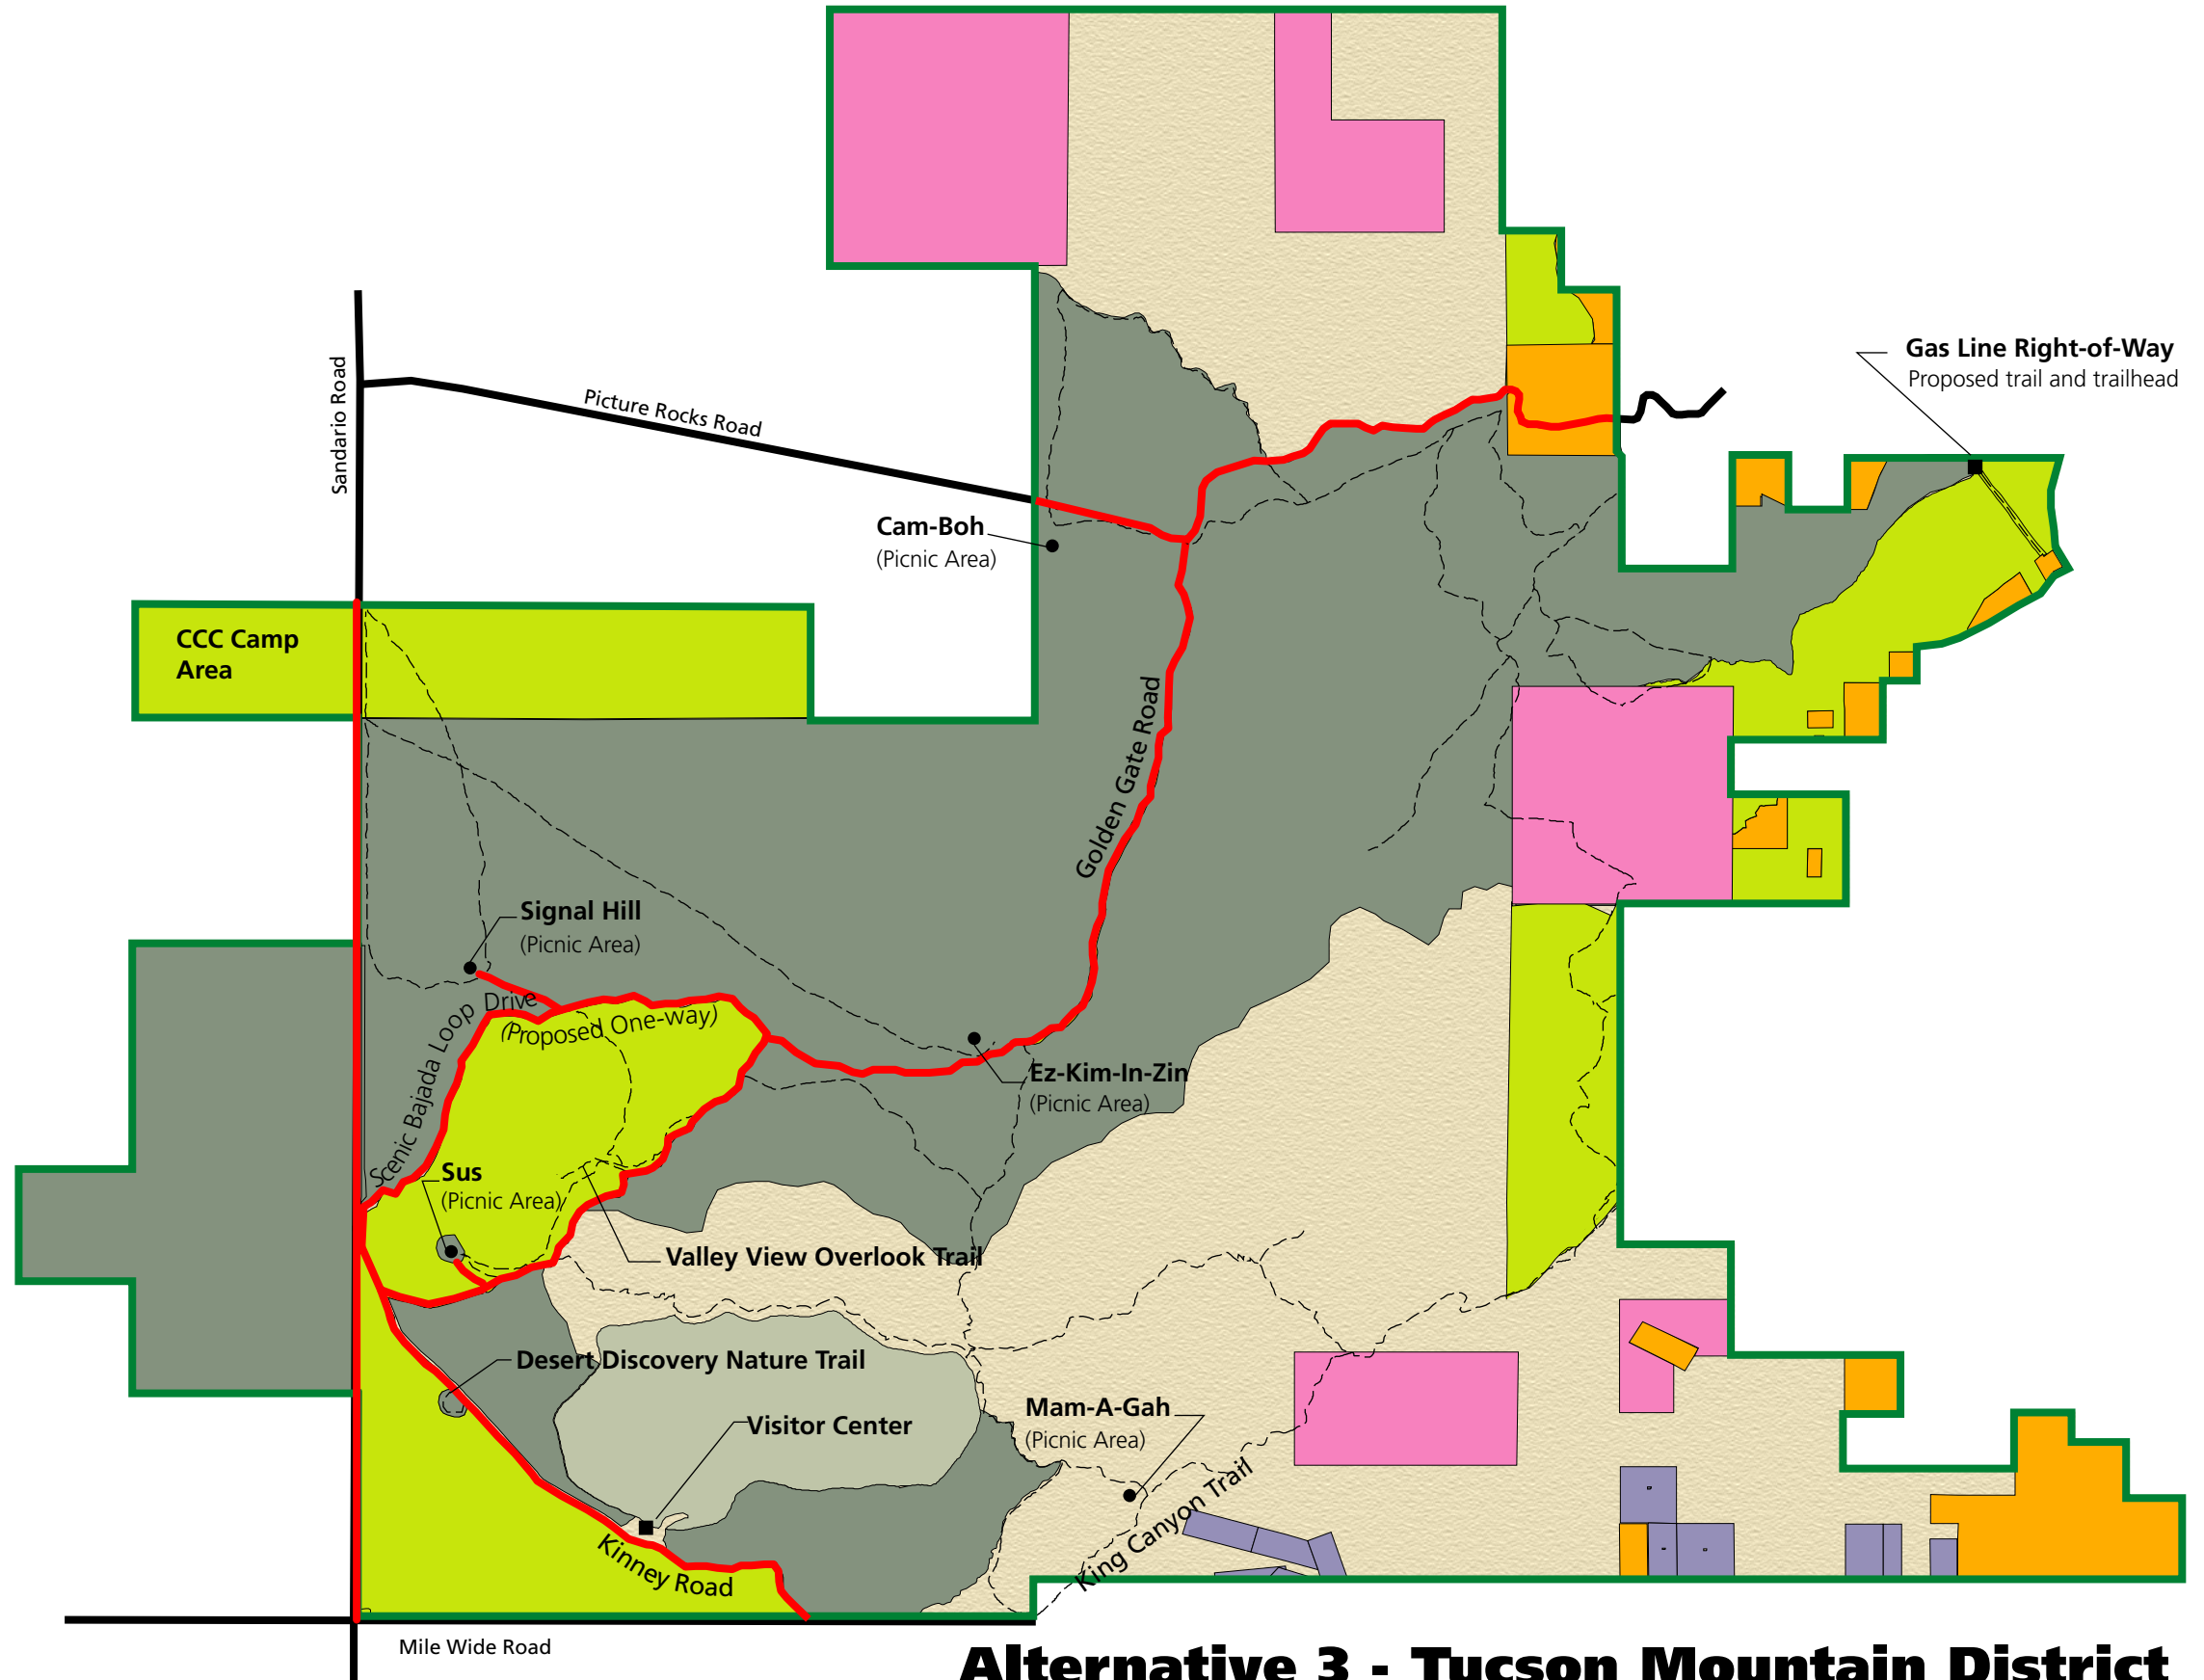 Gas Line Right-of-Way
Proposed trail and trailhead
Sandario Road
Picture Rocks Road
Cam-Boh
(Picnic Area)
CCC Camp
Area
Golden Gate Road
Signal Hill
(Picnic Area)
Scenic Bajada Loop Drive
(Proposed One-way)
Ez-Kim-In-Zin
(Picnic Area)
Sus
(Picnic Area)
Valley View Overlook Trail
Desert Discovery Nature Trail
Visitor Center
Mam-A-Gah
(Picnic Area)
King Canyon Trail
Kinney Road
Mile Wide Road
Alternative 3 - Tucson Mountain District